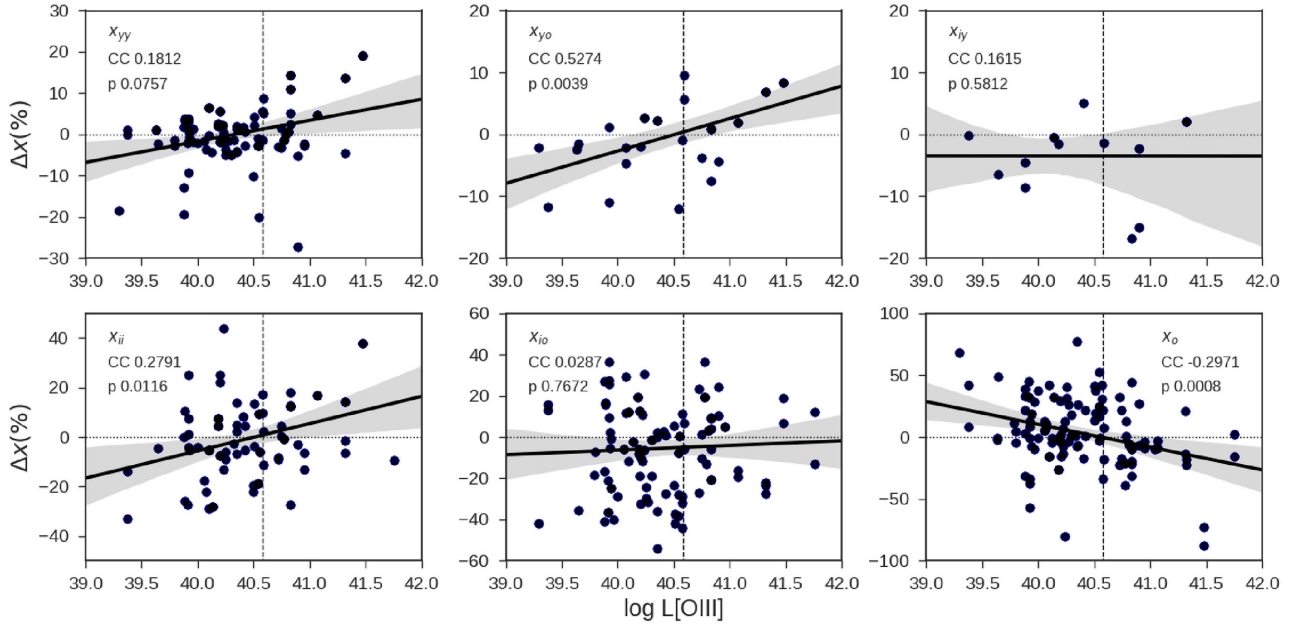 30
20
10
0
−10
−20
−30
Δx(%)
x_yy
CC 0.1812
p 0.0757
39.0 39.5 40.0 40.5 41.0 41.5 42.0
20
10
0
−10
−20
x_yo
CC 0.5274
p 0.0039
39.0 39.5 40.0 40.5 41.0 41.5 42.0
20
10
0
−10
−20
x_iy
CC 0.1615
p 0.5812
39.0 39.5 40.0 40.5 41.0 41.5 42.0
40
20
0
−20
−40
Δx(%)
x_ii
CC 0.2791
p 0.0116
39.0 39.5 40.0 40.5 41.0 41.5 42.0
60
40
20
0
−20
−40
−60
x_io
CC 0.0287
p 0.7672
39.0 39.5 40.0 40.5 41.0 41.5 42.0
log L[OIII]
100
50
0
−50
−100
x_o
CC -0.2971
p 0.0008
39.0 39.5 40.0 40.5 41.0 41.5 42.0